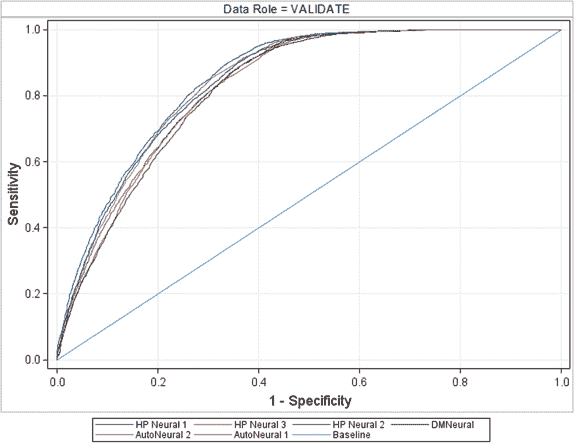 Data Role = VALIDATE
Sensitivity
1.0
0.8
0.6
0.4
0.2
0.0
0.0 0.2 0.4 0.6 0.8 1.0
1 - Specificity
HP Neural 1 HP Neural 3 HP Neural 2 DMNeural
AutoNeural 2 AutoNeural 1 Baseline